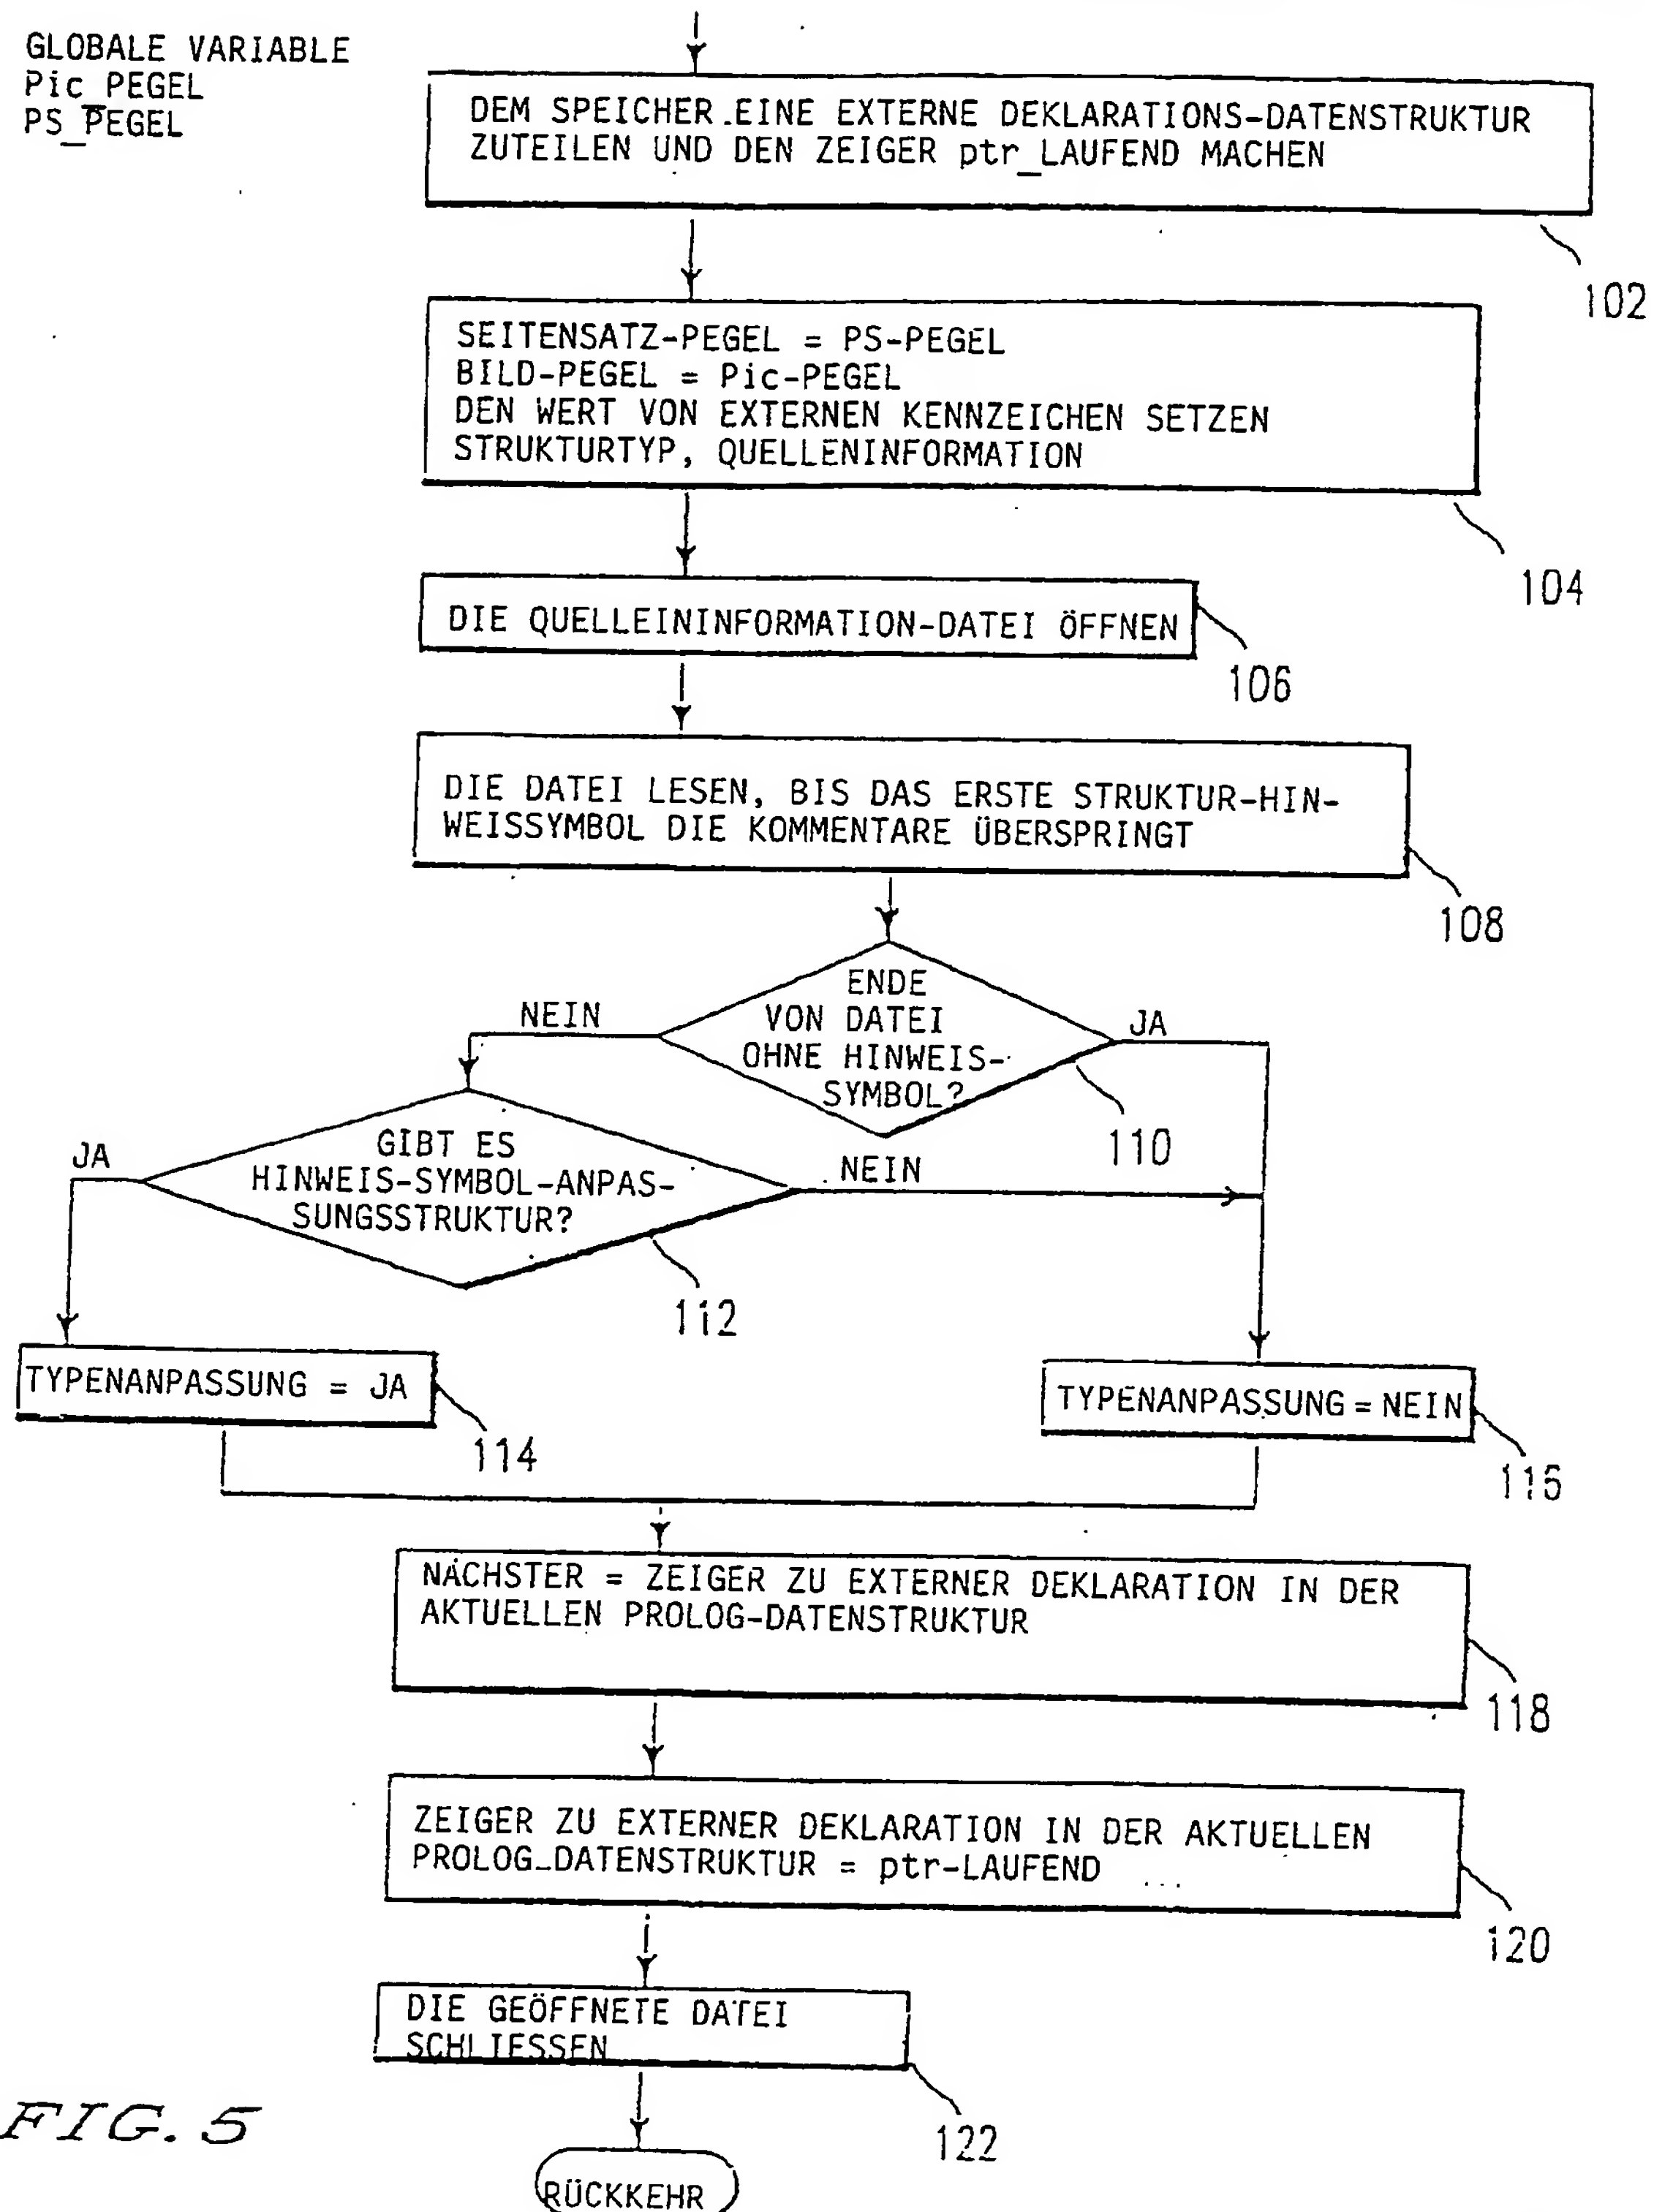 GLOBALE VARIABLE
Pic_PEGEL
PS_PEGEL
DEM SPEICHER EINE EXTERNE DEKLARATIONS-DATENSTRUKTUR
ZUTEILEN UND DEN ZEIGER ptr_LAUFEND MACHEN
102
SEITENSATZ-PEGEL = PS-PEGEL
BILD-PEGEL = Pic-PEGEL
DEN WERT VON EXTERNEN KENNZEICHEN SETZEN
STRUKTURTYP, QUELLENINFORMATION
104
DIE QUELLEININFORMATION-DATEI ÖFFNEN
106
DIE DATEI LESEN, BIS DAS ERSTE STRUKTUR-HIN-
WEISSYMBOL DIE KOMMENTARE ÜBERSPRINGT
108
ENDE
VON DATEI
OHNE HINWEIS-
SYMBOL?
NEIN
JA
110
GIBT ES
HINWEIS-SYMBOL-ANPAS-
SUNGSSTRUKTUR?
JA
NEIN
112
TYPENANPASSUNG = JA
114
TYPENANPASSUNG = NEIN
116
NÄCHSTER = ZEIGER ZU EXTERNER DEKLARATION IN DER
AKTUELLEN PROLOG-DATENSTRUKTUR
118
ZEIGER ZU EXTERNER DEKLARATION IN DER AKTUELLEN
PROLOG_DATENSTRUKTUR = ptr-LAUFEND
120
DIE GEÖFFNETE DATEI
SCHLIESSEN
122
RÜCKKEHR
FIG. 5